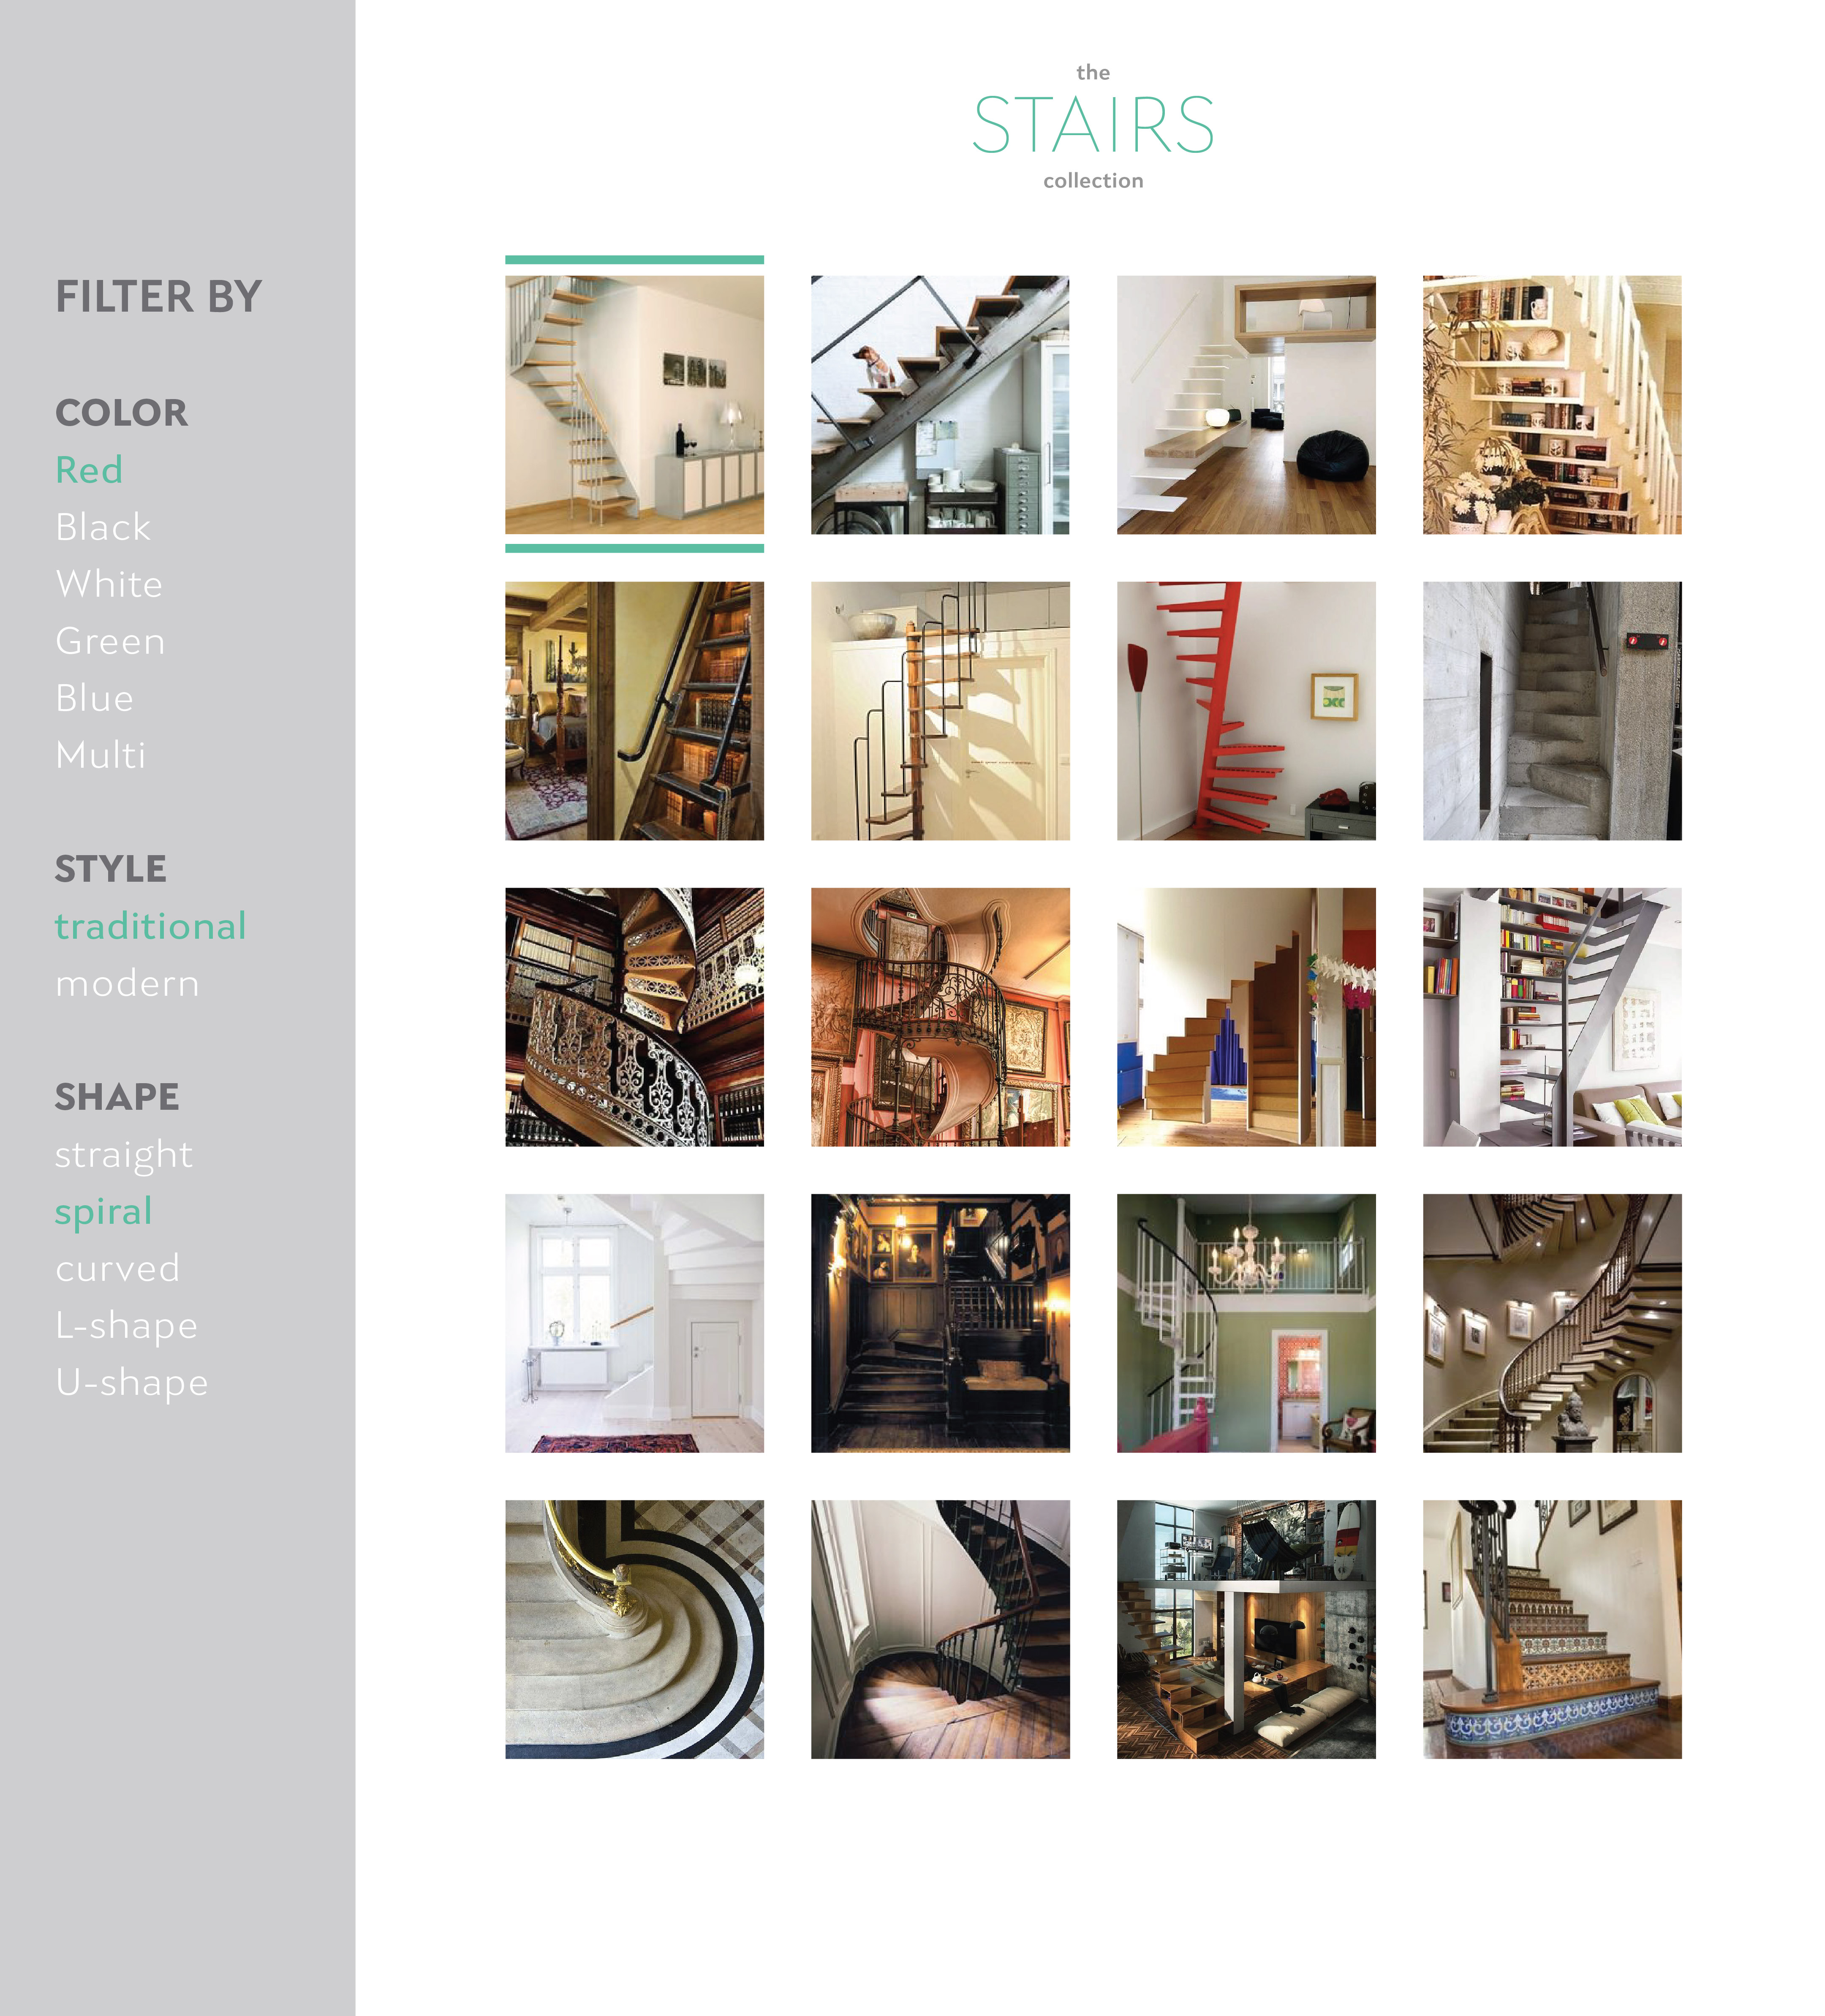 the
STAIRS
collection
FILTER BY
COLOR
Red
Black
White
Green
Blue
Multi
STYLE
traditional
modern
SHAPE
straight
spiral
curved
L-shape
U-shape